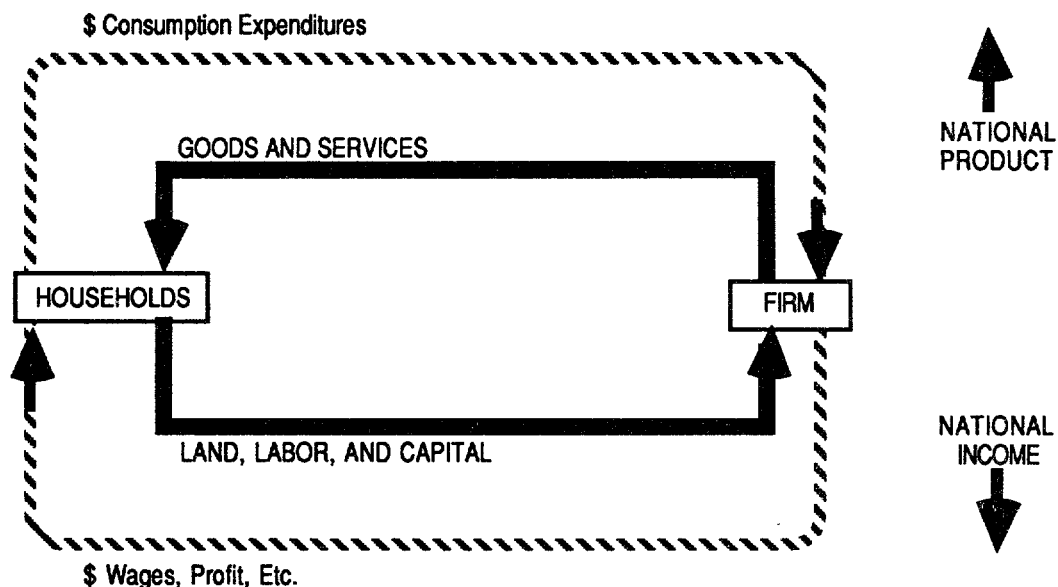 $ Consumption Expenditures
GOODS AND SERVICES
NATIONAL
PRODUCT
HOUSEHOLDS
FIRM
LAND, LABOR, AND CAPITAL
NATIONAL
INCOME
$ Wages, Profit, Etc.